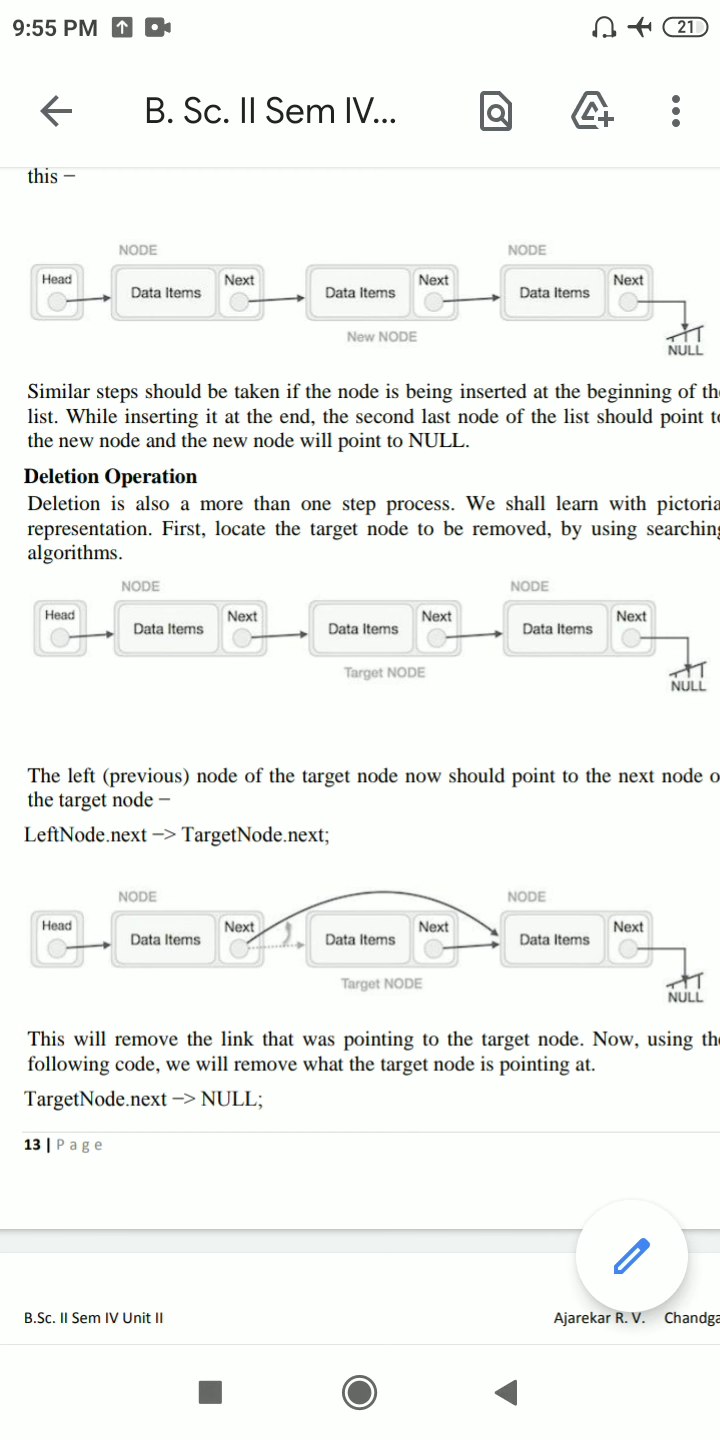 9:55 PM
21
B. Sc. II Sem IV...
this –
NODE NODE
Head Data Items Next Data Items Next Data Items Next
New NODE
NULL
Similar steps should be taken if the node is being inserted at the beginning of th
list. While inserting it at the end, the second last node of the list should point t
the new node and the new node will point to NULL.
Deletion Operation
Deletion is also a more than one step process. We shall learn with pictoria
representation. First, locate the target node to be removed, by using searching
algorithms.
NODE NODE
Head Data Items Next Data Items Next Data Items Next
Target NODE
NULL
The left (previous) node of the target node now should point to the next node o
the target node –
LeftNode.next –> TargetNode.next;
NODE NODE
Head Data Items Next Data Items Next Data Items Next
Target NODE
NULL
This will remove the link that was pointing to the target node. Now, using th
following code, we will remove what the target node is pointing at.
TargetNode.next –> NULL;
13 | Page
B.Sc. II Sem IV Unit II Ajarekar R. V. Chandga